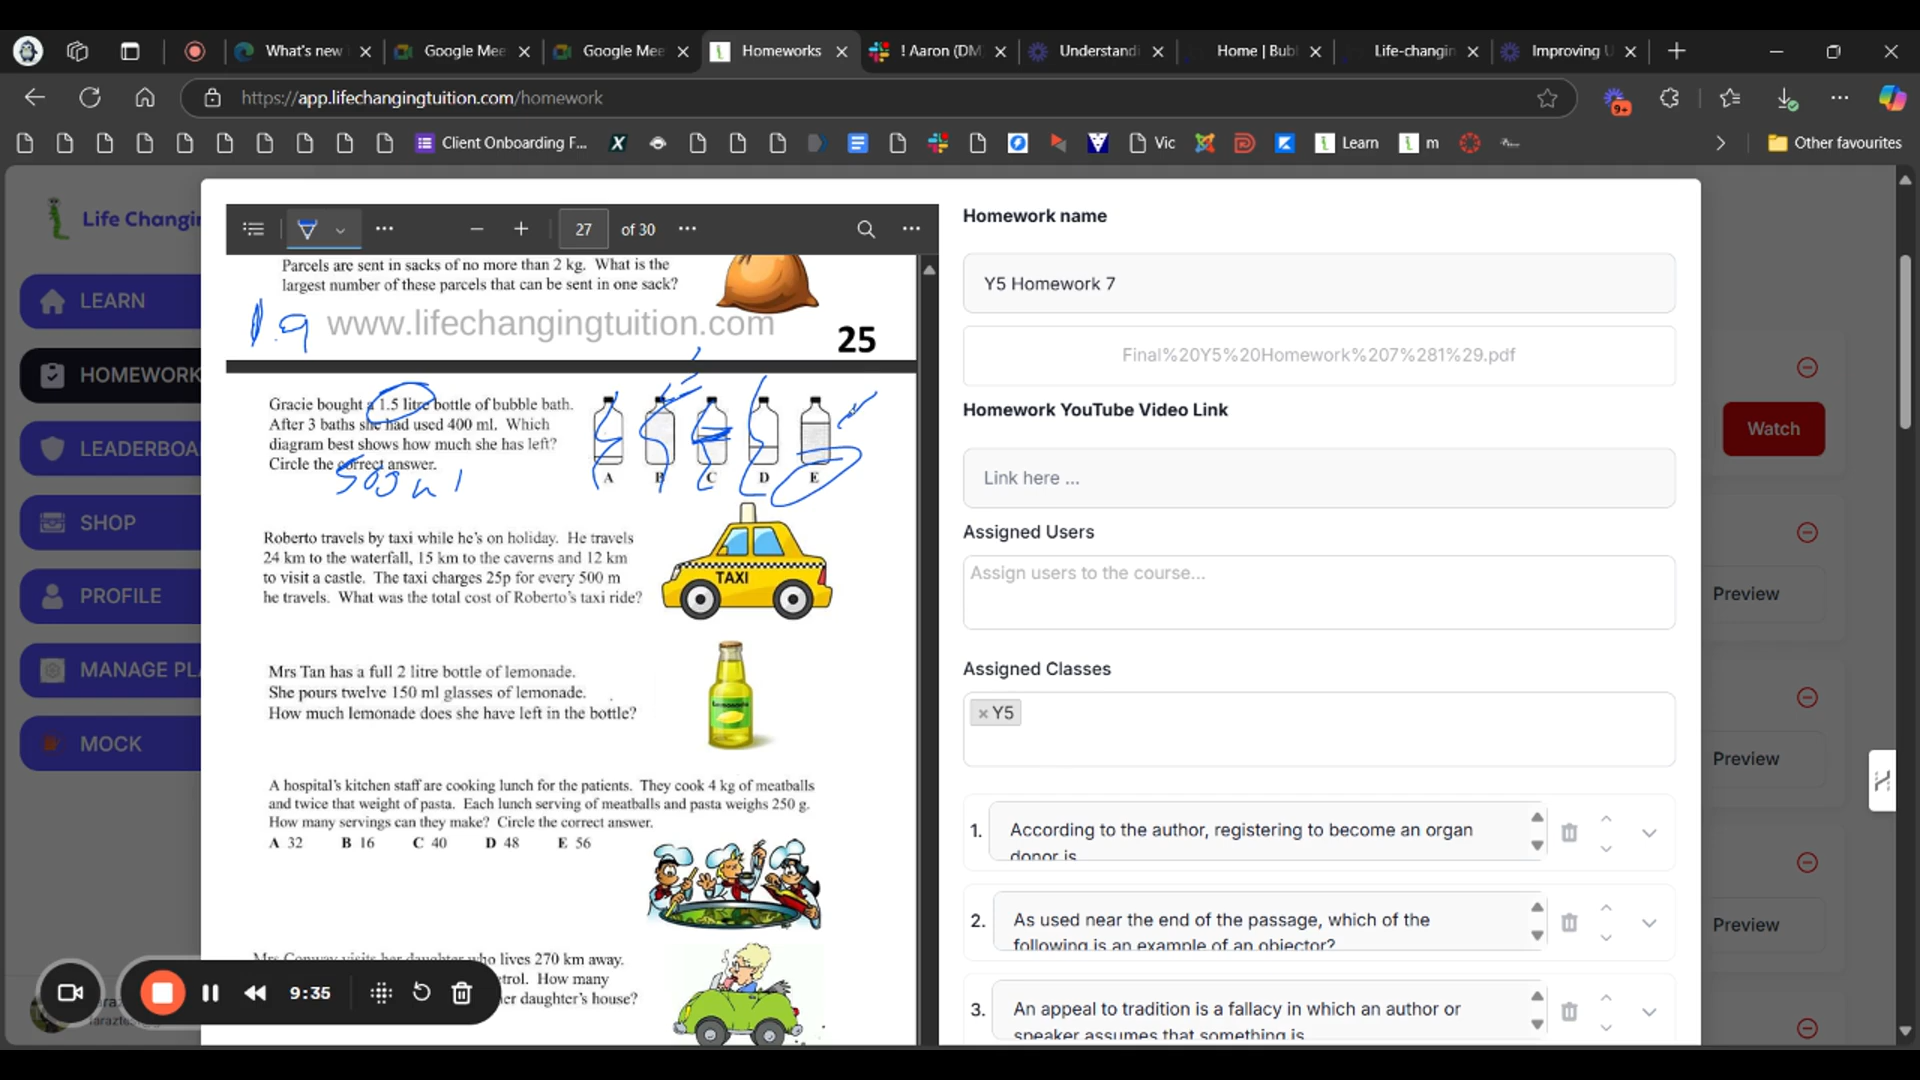 What's new
Google Mee
Google Mee
Homeworks
! Aaron (DM
Understandi
Home | Bub
Life-changin
Improving U
https://app.lifechangingtuition.com/homework
9+
Client Onboarding F...
X
Vic
Learn
m
Other favourites
Life Changi
LEARN
HOMEWORK
LEADERBOA
SHOP
PROFILE
MANAGE PL
MOCK
27 of 30
Parcels are sent in sacks of no more than 2 kg. What is the
largest number of these parcels that can be sent in one sack?
1.9
www.lifechangingtuition.com
25
Gracie bought a 1.5 litre bottle of bubble bath.
After 3 baths she had used 400 ml. Which
diagram best shows how much she has left?
Circle the correct answer.
500 ml
A B C D E
Roberto travels by taxi while he's on holiday. He travels
24 km to the waterfall, 15 km to the caverns and 12 km
to visit a castle. The taxi charges 25p for every 500 m
he travels. What was the total cost of Roberto's taxi ride?
TAXI
Mrs Tan has a full 2 litre bottle of lemonade.
She pours twelve 150 ml glasses of lemonade.
How much lemonade does she have left in the bottle?
Lemonade
A hospital's kitchen staff are cooking lunch for the patients. They cook 4 kg of meatballs
and twice that weight of pasta. Each lunch serving of meatballs and pasta weighs 250 g.
How many servings can they make? Circle the correct answer.
A 32 B 16 C 40 D 48 E 56
Mrs Conway visits her daughter who lives 270 km away.
trol. How many
er daughter's house?
9:35
Homework name
Y5 Homework 7
Final%20Y5%20Homework%207%281%29.pdf
Homework YouTube Video Link
Link here ...
Assigned Users
Assign users to the course...
Assigned Classes
× Y5
1. According to the author, registering to become an organ
donor is
2. As used near the end of the passage, which of the
following is an example of an objector?
3. An appeal to tradition is a fallacy in which an author or
speaker assumes that something is
Watch
Preview
Preview
Preview